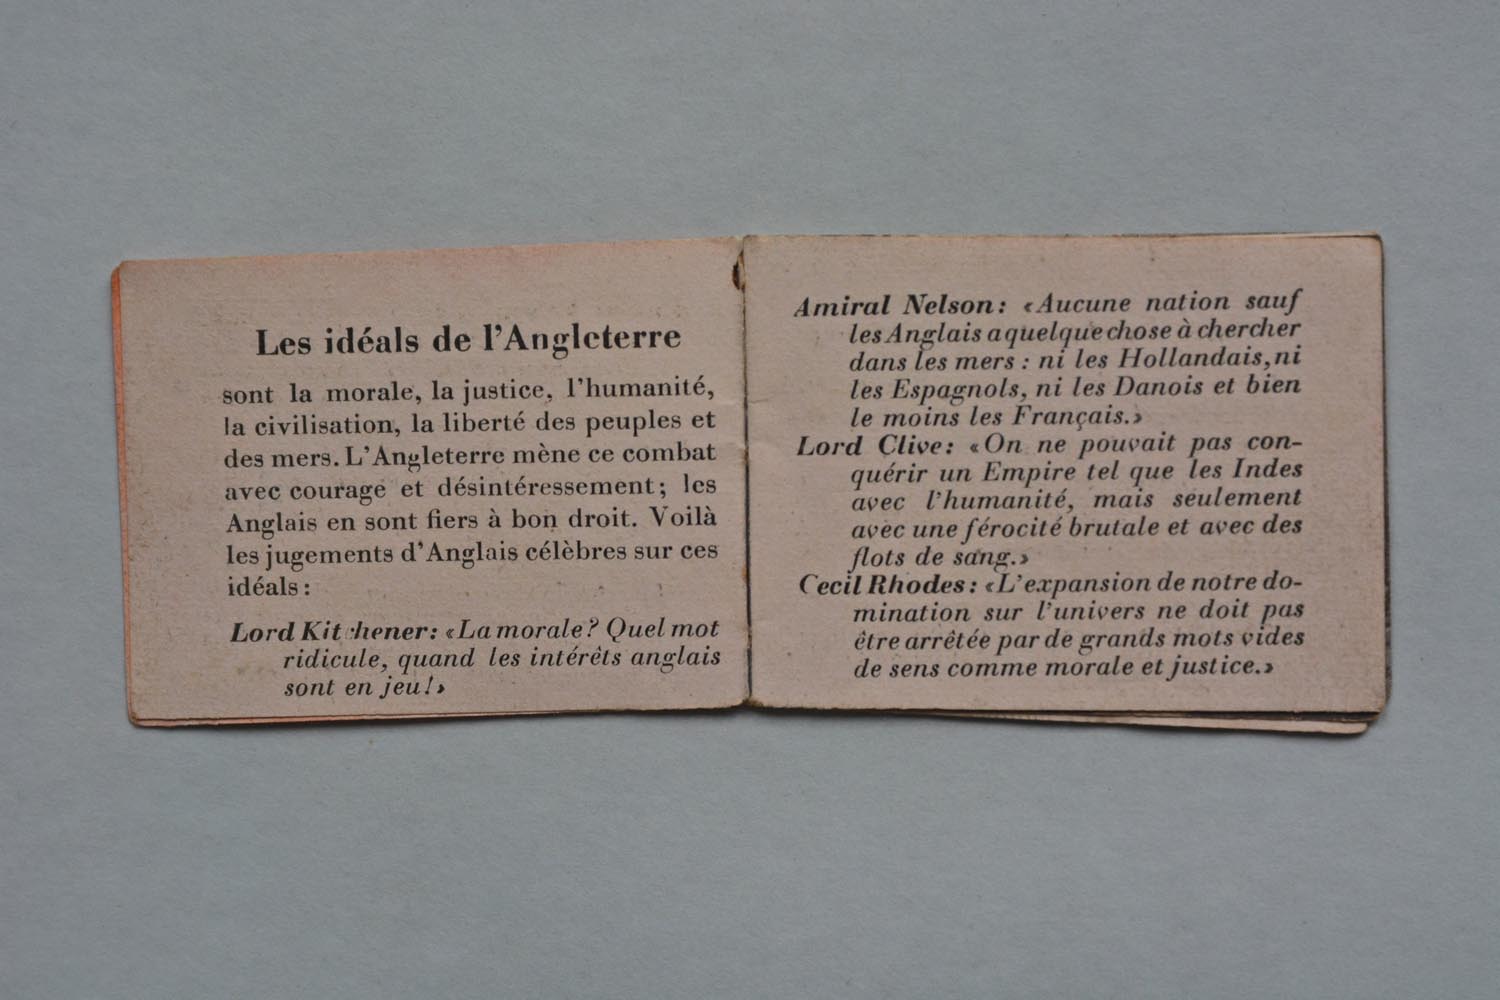 Les idéals de l'Angleterre
sont la morale, la justice, l'humanité,
la civilisation, la liberté des peuples et
des mers. L'Angleterre mène ce combat
avec courage et désintéressement; les
Anglais en sont fiers à bon droit. Voilà
les jugements d'Anglais célèbres sur ces
idéals:
Lord Kitchener: «La morale? Quel mot
ridicule, quand les intérêts anglais
sont en jeu!»
Amiral Nelson: «Aucune nation sauf
les Anglais a quelque chose à chercher
dans les mers: ni les Hollandais, ni
les Espagnols, ni les Danois et bien
le moins les Français.»
Lord Clive: «On ne pouvait pas con-
quérir un Empire tel que les Indes
avec l'humanité, mais seulement
avec une férocité brutale et avec des
flots de sang.»
Cecil Rhodes: «L'expansion de notre do-
mination sur l'univers ne doit pas
être arrêtée par de grands mots vides
de sens comme morale et justice.»